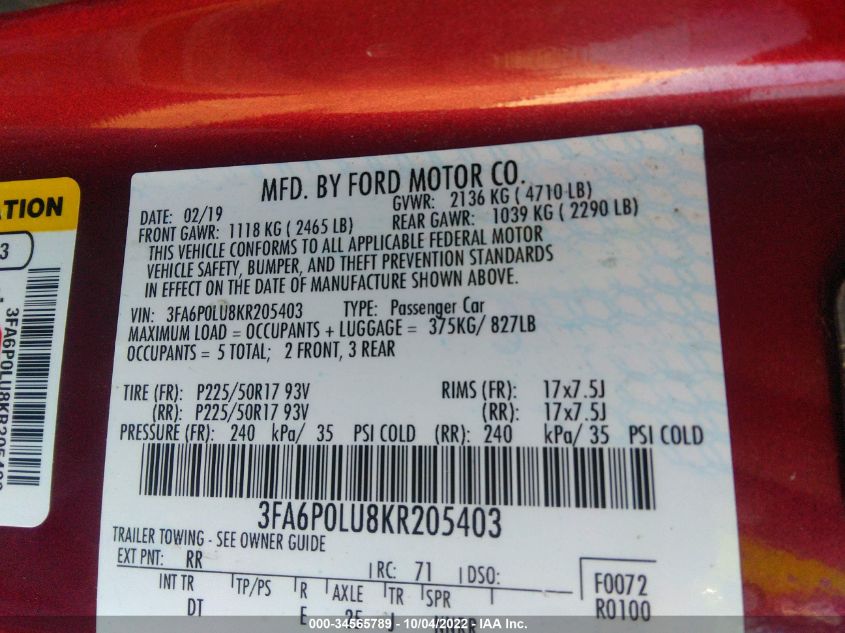 ATION
3
3FA6P0LU8KR205403
MFD. BY FORD MOTOR CO.
DATE: 02/19 GVWR: 2136 KG ( 4710 LB)
FRONT GAWR: 1118 KG ( 2465 LB) REAR GAWR: 1039 KG ( 2290 LB)
THIS VEHICLE CONFORMS TO ALL APPLICABLE FEDERAL MOTOR
VEHICLE SAFETY, BUMPER, AND THEFT PREVENTION STANDARDS
IN EFFECT ON THE DATE OF MANUFACTURE SHOWN ABOVE.
VIN: 3FA6P0LU8KR205403 TYPE: Passenger Car
MAXIMUM LOAD = OCCUPANTS + LUGGAGE = 375KG/ 827LB
OCCUPANTS = 5 TOTAL; 2 FRONT, 3 REAR
TIRE (FR): P225/50R17 93V RIMS (FR): 17x7.5J
(RR): P225/50R17 93V (RR): 17x7.5J
PRESSURE (FR): 240 kPa/ 35 PSI COLD (RR): 240 kPa/ 35 PSI COLD
3FA6P0LU8KR205403
TRAILER TOWING - SEE OWNER GUIDE
EXT PNT: RR RC: 71 DSO:
INT TR TP/PS R AXLE TR SPR F0072
DT E J R0100
000-34565789 - 10/04/2022 - IAA Inc.